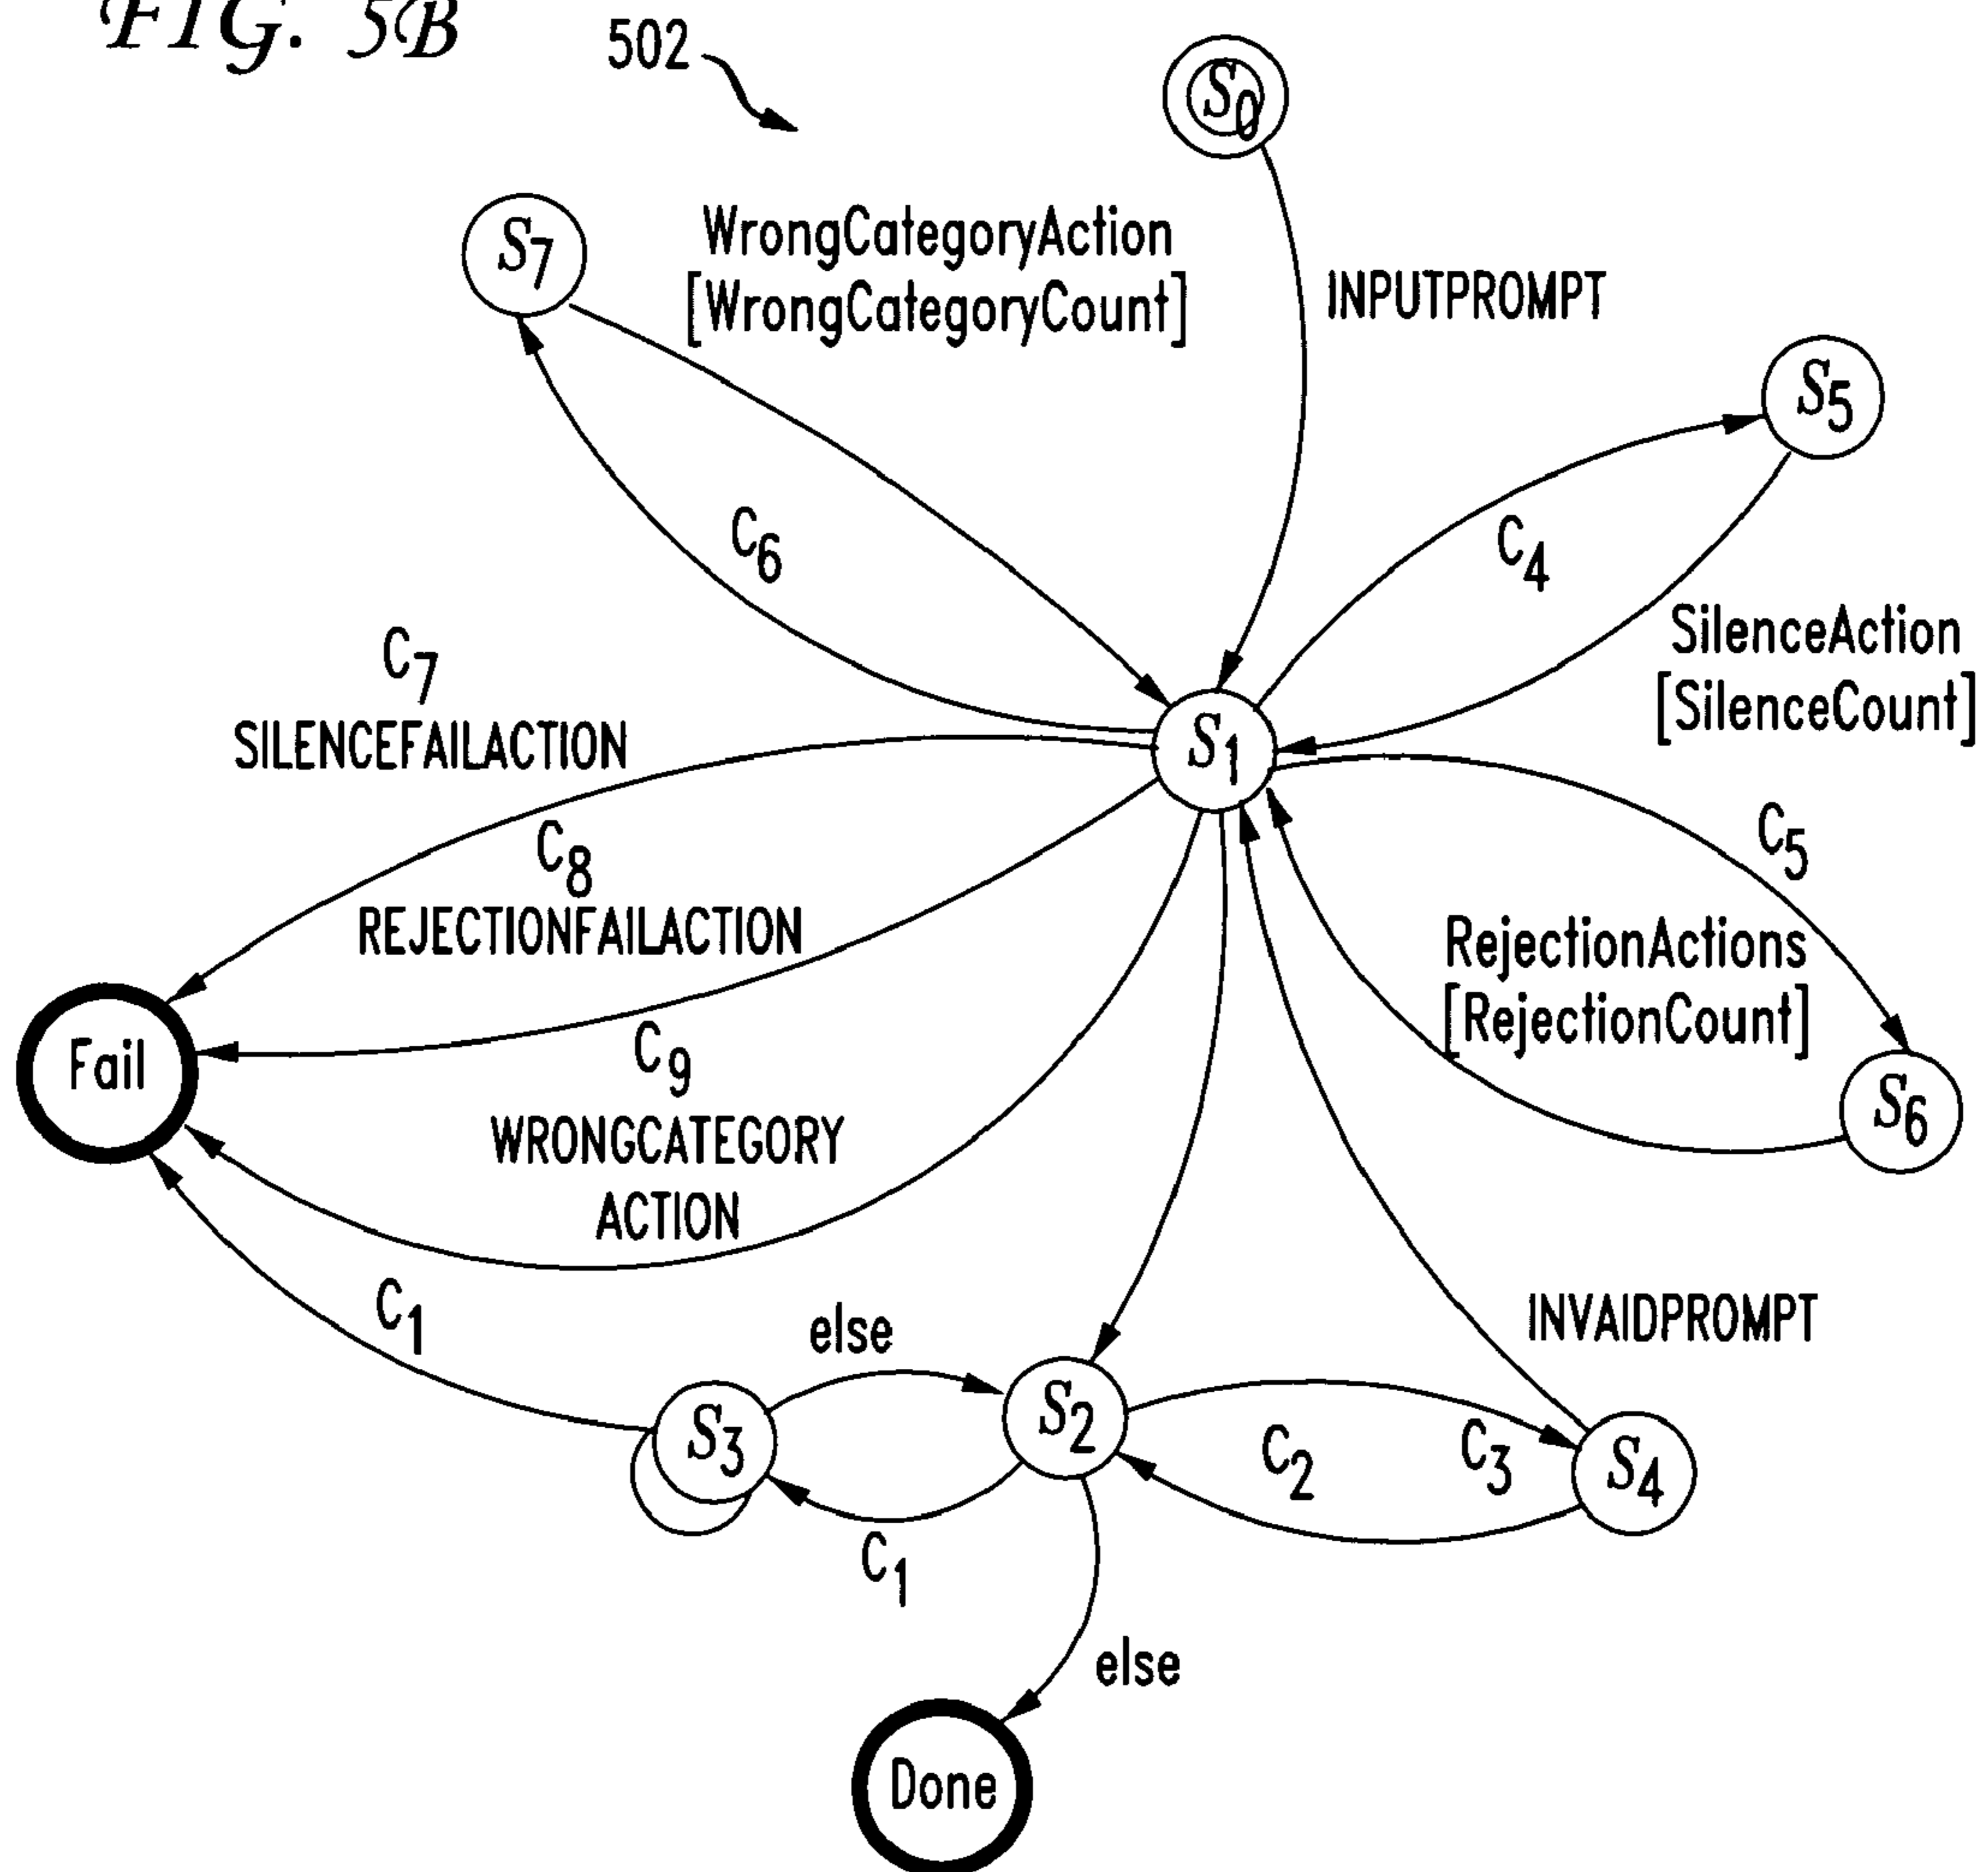 FIG. 5B
502
S0
S7
WrongCategoryAction
[WrongCategoryCount]
INPUTPROMPT
S5
C6
C4
C7
SILENCEFAILACTION
SilenceAction
[SilenceCount]
S1
C8
REJECTIONFAILACTION
C5
RejectionActions
[RejectionCount]
Fail
C9
WRONGCATEGORY
ACTION
S6
C1
else
INVAIDPROMPT
S3
S2
C2
C3
S4
C1
else
Done